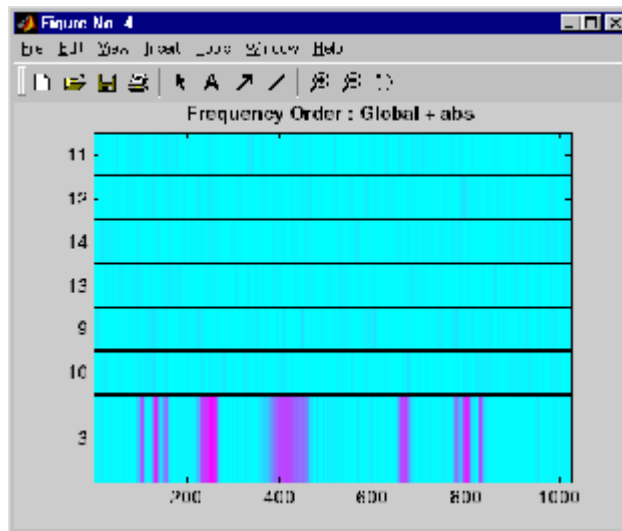 Figure No. 4
File Edit View Insert Tools Window Help
Frequency Order : Global + abs
11
12
14
13
9
10
3
200 400 600 800 1000